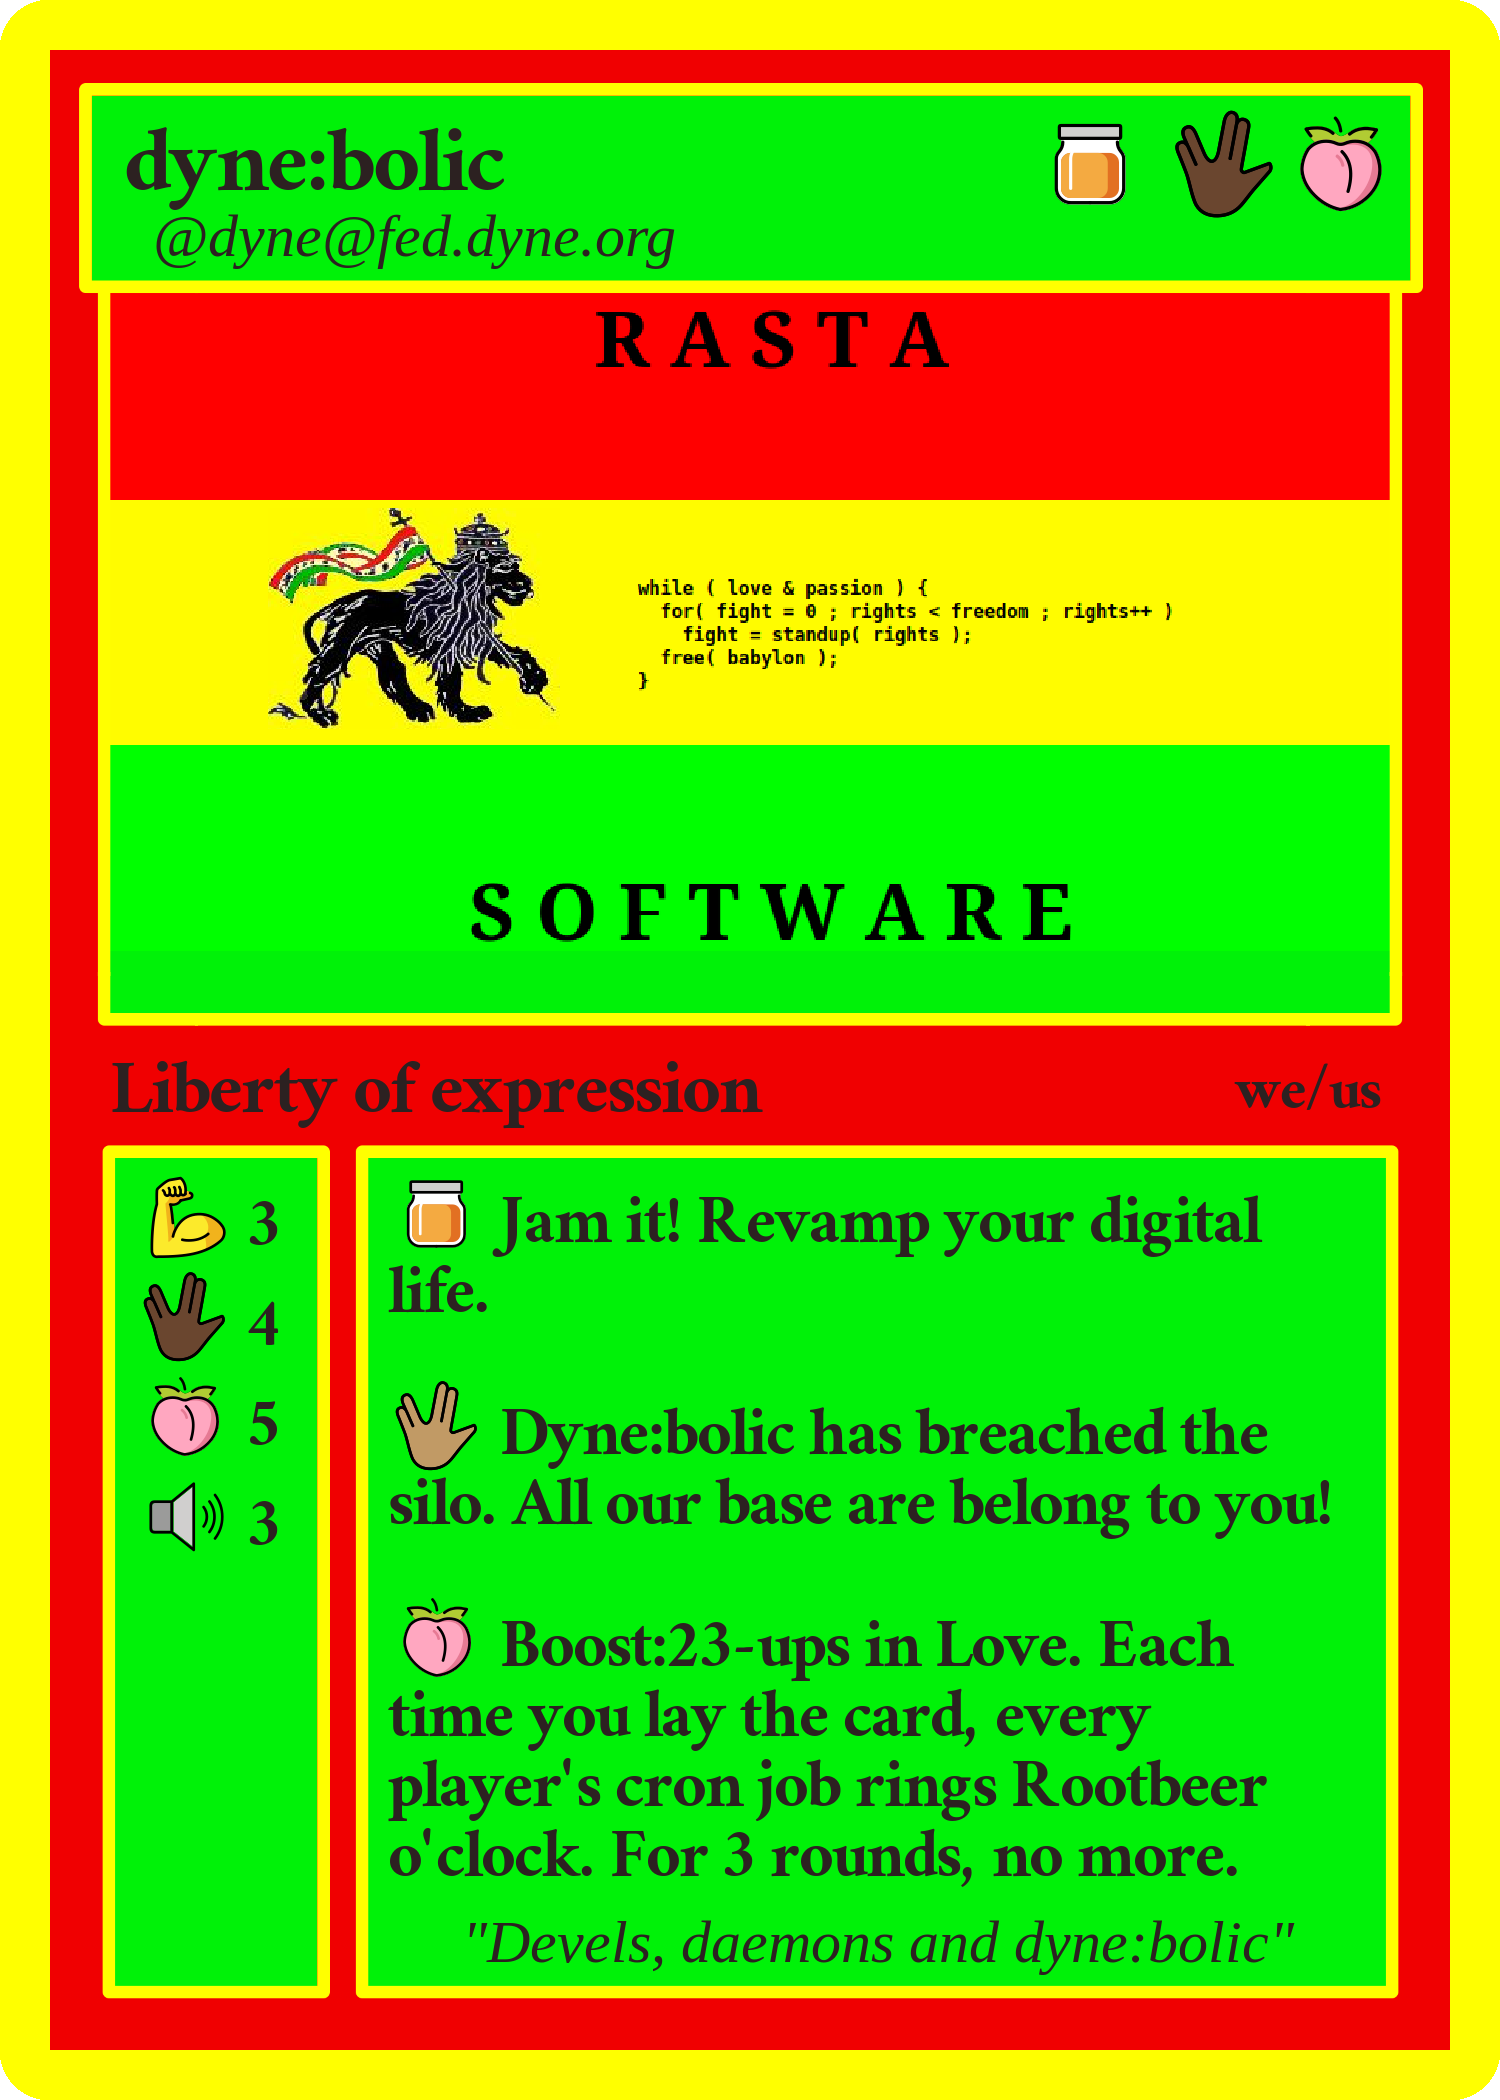 dyne:bolic
@dyne@fed.dyne.org
RASTA
while ( love & passion ) {
for( fight = 0 ; rights < freedom ; rights++ )
fight = standup( rights );
free( babylon );
}
SOFTWARE
Liberty of expression
we/us
3
4
5
3
Jam it! Revamp your digital
life.
Dyne:bolic has breached the
silo. All our base are belong to you!
Boost:23-ups in Love. Each
time you lay the card, every
player's cron job rings Rootbeer
o'clock. For 3 rounds, no more.
"Devels, daemons and dyne:bolic"